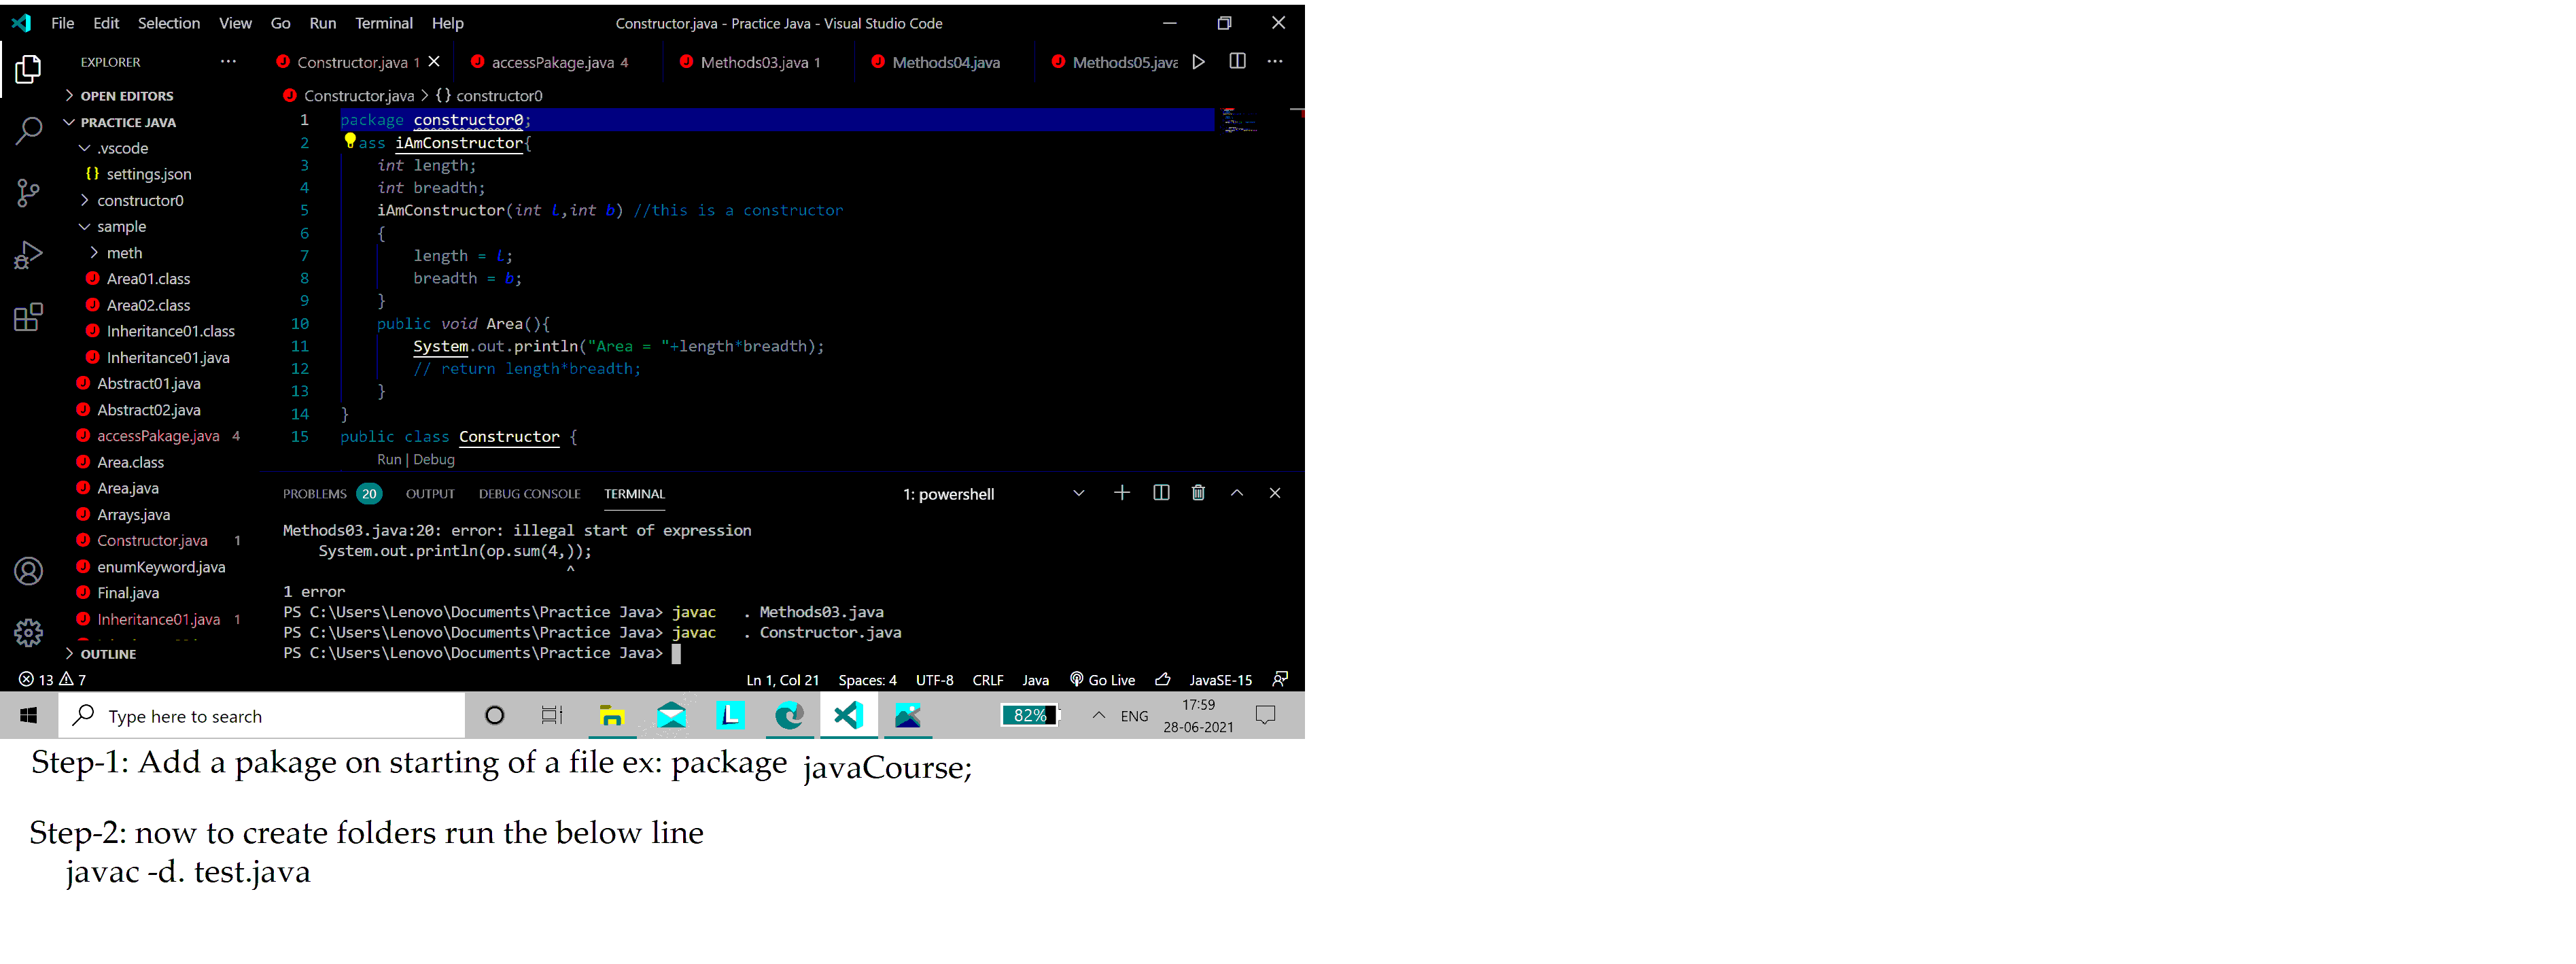 File Edit Selection View Go Run Terminal Help Constructor.java - Practice Java - Visual Studio Code
EXPLORER ···
Constructor.java 1 accessPakage.java 4 Methods03.java 1 Methods04.java Methods05.java
OPEN EDITORS
PRACTICE JAVA
.vscode
{} settings.json
constructor0
sample
meth
Area01.class
Area02.class
Inheritance01.class
Inheritance01.java
Abstract01.java
Abstract02.java
accessPakage.java 4
Area.class
Area.java
Arrays.java
Constructor.java 1
enumKeyword.java
Final.java
Inheritance01.java 1
OUTLINE
Constructor.java > {} constructor0
1 package constructor0;
2 ass iAmConstructor{
3 int length;
4 int breadth;
5 iAmConstructor(int l,int b) //this is a constructor
6 {
7 length = l;
8 breadth = b;
9 }
10 public void Area(){
11 System.out.println("Area = "+length*breadth);
12 // return length*breadth;
13 }
14 }
15 public class Constructor {
Run | Debug
PROBLEMS 20 OUTPUT DEBUG CONSOLE TERMINAL 1: powershell
Methods03.java:20: error: illegal start of expression
System.out.println(op.sum(4,));
^
1 error
PS C:\Users\Lenovo\Documents\Practice Java> javac . Methods03.java
PS C:\Users\Lenovo\Documents\Practice Java> javac . Constructor.java
PS C:\Users\Lenovo\Documents\Practice Java>
13 7 Ln 1, Col 21 Spaces: 4 UTF-8 CRLF Java Go Live JavaSE-15
Type here to search L 82% ENG 17:59
28-06-2021
Step-1: Add a pakage on starting of a file ex: package javaCourse;
Step-2: now to create folders run the below line
javac -d. test.java